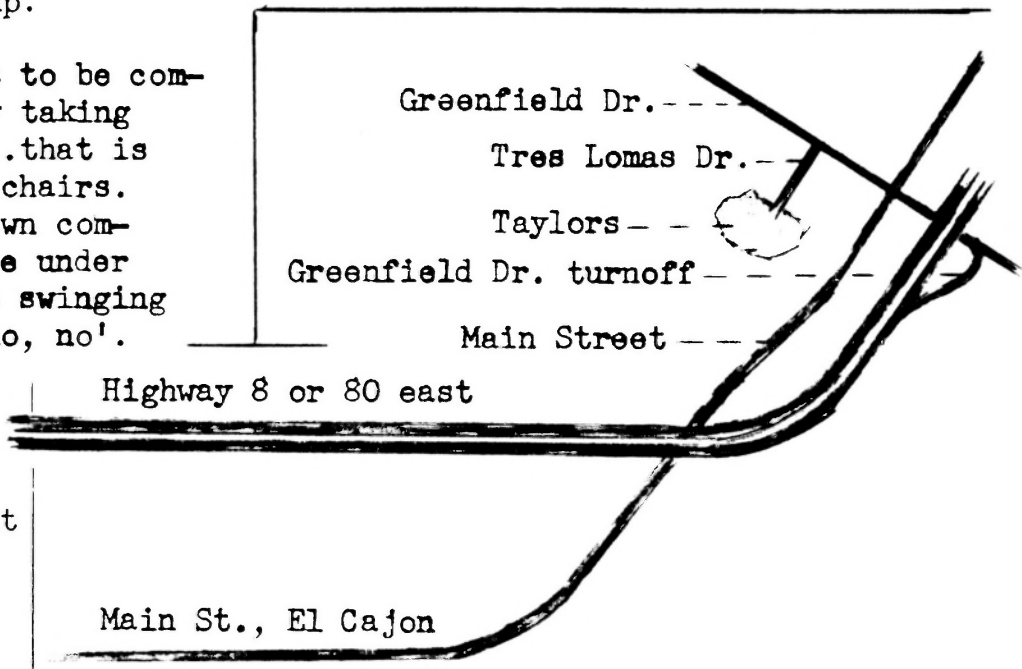 to be com-
taking
.that is
chairs.
wn com-
under
swinging
no'.
t
Greenfield Dr.---
Tres Lomas Dr.--
Taylors- - -
Greenfield Dr. turnoff- - - - - -
Main Street- - -
Highway 8 or 80 east
Main St., El Cajon